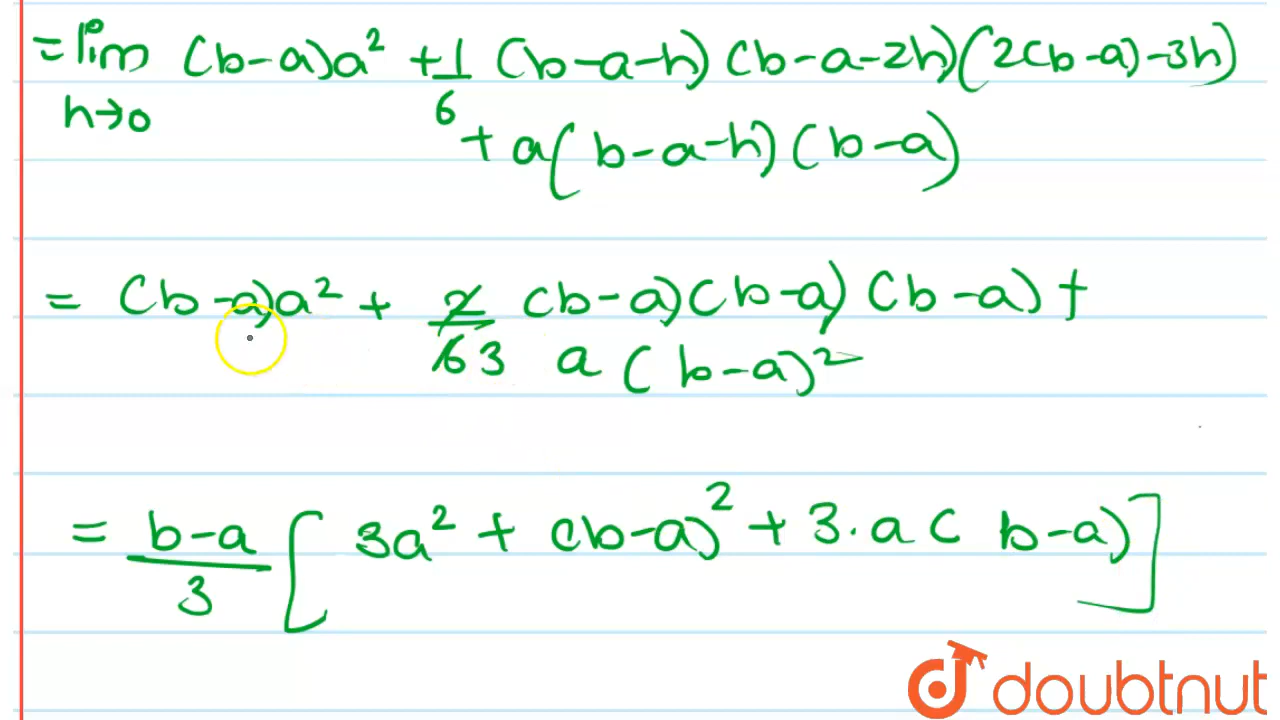 = lim (b-a)a² + 1/6 (b-a-h) (b-a-2h)(2(b-a)-3h)
h→0
+ a(b-a-h)(b-a)
= (b-a)a² + 2/63 (b-a)(b-a)(b-a) +
a(b-a)²
= b-a/3 [3a² + (b-a)² + 3.a(b-a)]
doubtnut